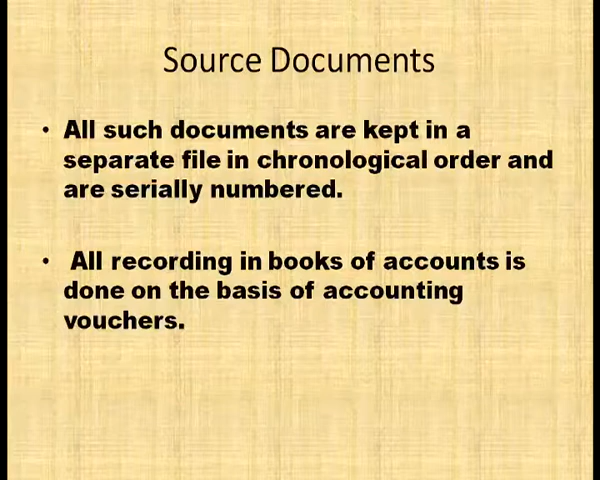 Source Documents
• All such documents are kept in a
separate file in chronological order and
are serially numbered.
• All recording in books of accounts is
done on the basis of accounting
vouchers.